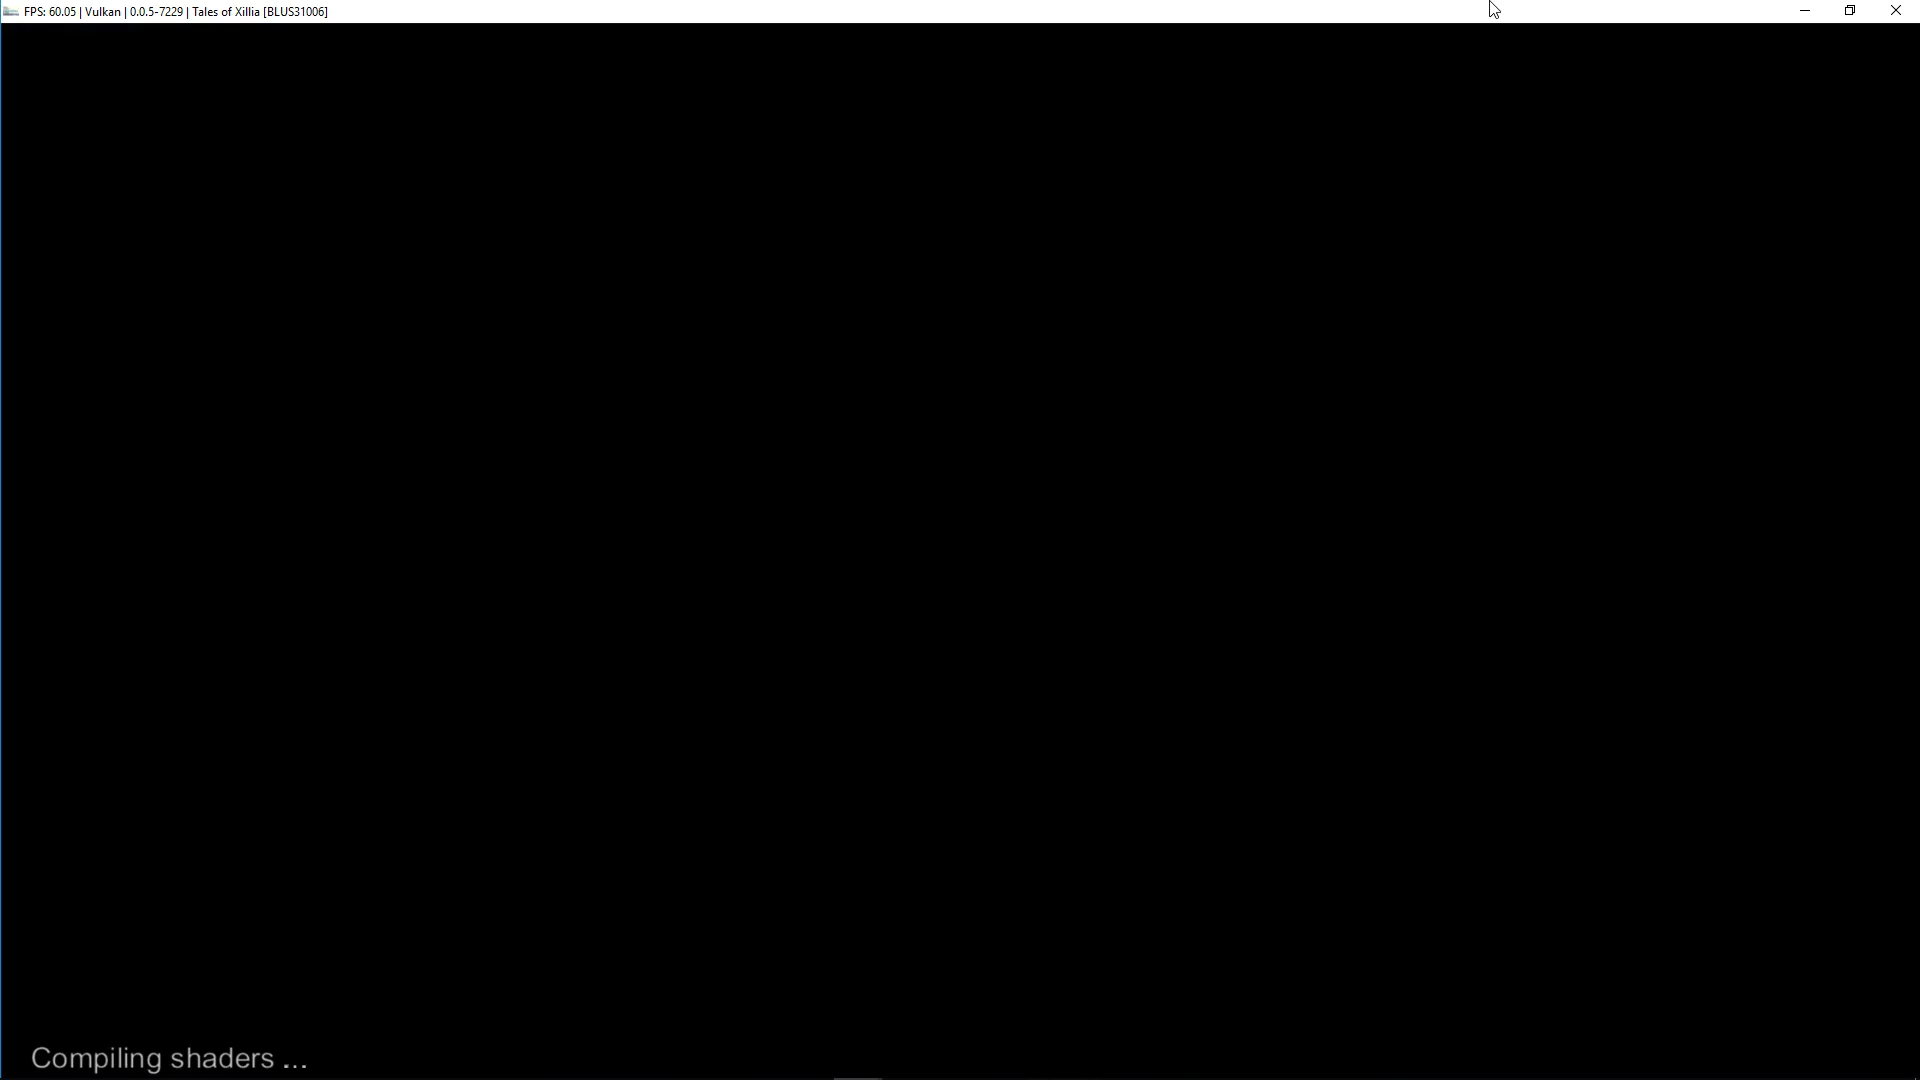 FPS: 60.05 | Vulkan | 0.0.5-7229 | Tales of Xillia [BLUS31006]
Compiling shaders ...